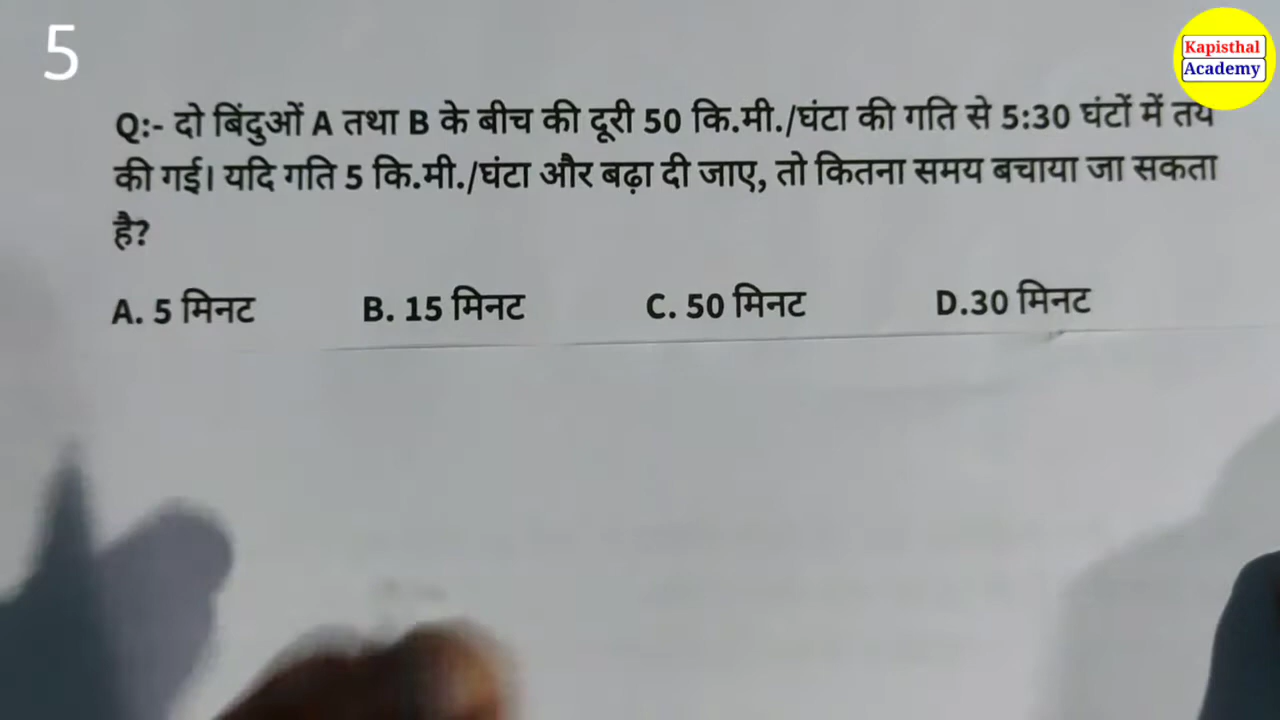 5
Kapisthal
Academy
Q:- दो बिंदुओं A तथा B के बीच की दूरी 50 कि.मी./घंटा की गति से 5:30 घंटों में तय
की गई। यदि गति 5 कि.मी./घंटा और बढ़ा दी जाए, तो कितना समय बचाया जा सकता
है?
A. 5 मिनट B. 15 मिनट C. 50 मिनट D.30 मिनट